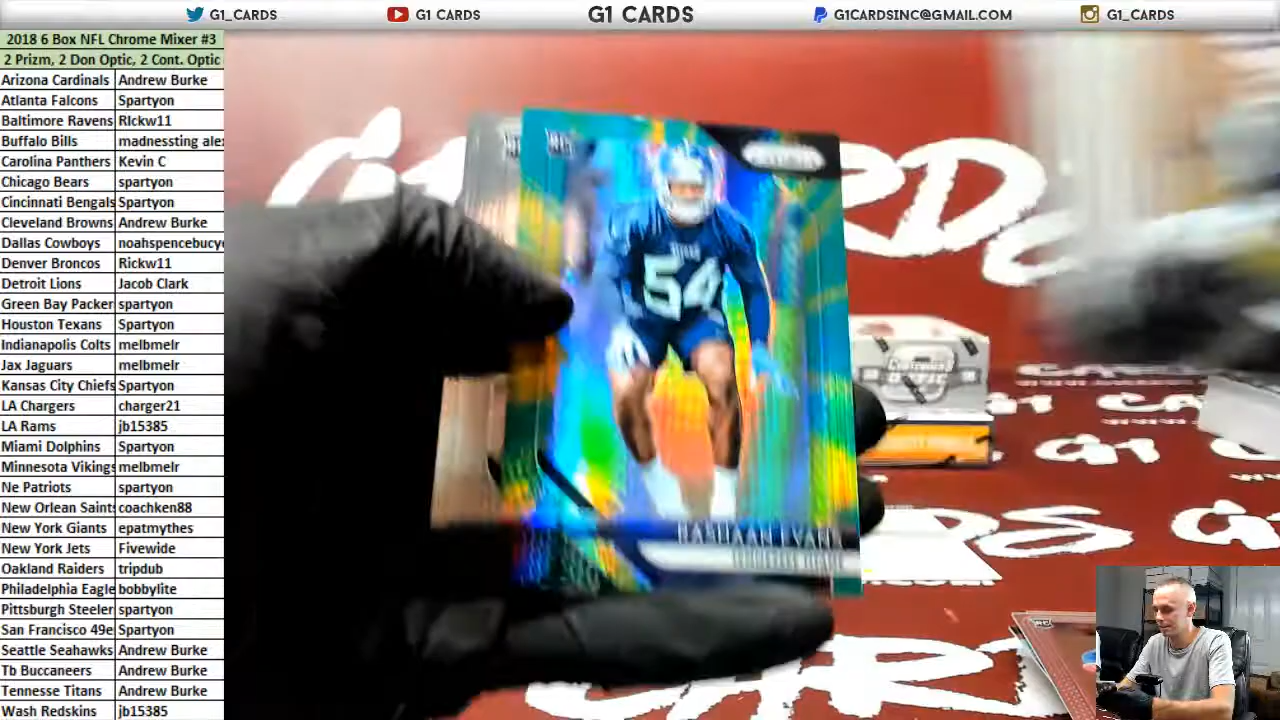 G1_CARDS
G1 CARDS
G1 CARDS
G1CARDSINC@GMAIL.COM
G1_CARDS
2018 6 Box NFL Chrome Mixer #3
2 Prizm, 2 Don Optic, 2 Cont. Optic
Arizona Cardinals Andrew Burke
Atlanta Falcons Spartyon
Baltimore Ravens RIckw11
Buffalo Bills madnessting ale
Carolina Panthers Kevin C
Chicago Bears spartyon
Cincinnati Bengals Spartyon
Cleveland Browns Andrew Burke
Dallas Cowboys noahspencebucy
Denver Broncos Rickw11
Detroit Lions Jacob Clark
Green Bay Packer spartyon
Houston Texans Spartyon
Indianapolis Colts melbmelr
Jax Jaguars melbmelr
Kansas City Chiefs Spartyon
LA Chargers charger21
LA Rams jb15385
Miami Dolphins Spartyon
Minnesota Vikings melbmelr
Ne Patriots spartyon
New Orlean Saints coachken88
New York Giants epatmythes
New York Jets Fivewide
Oakland Raiders tripdub
Philadelphia Eagle bobbylite
Pittsburgh Steeler spartyon
San Francisco 49e Spartyon
Seattle Seahawks Andrew Burke
Tb Buccaneers Andrew Burke
Tennesse Titans Andrew Burke
Wash Redskins jb15385
54
RASHAAN EVANS
OPTIC